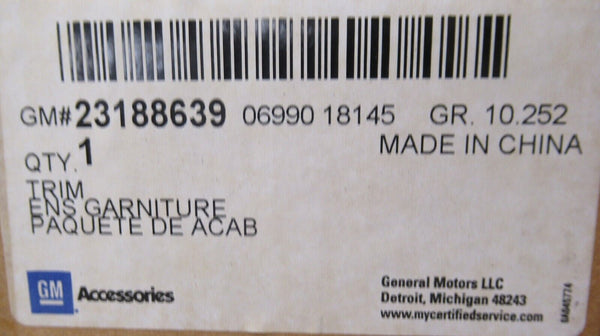 GM#23188639 06990 18145 GR. 10.252
MADE IN CHINA
QTY. 1
TRIM
ENS GARNITURE
PAQUETE DE ACAB
GM Accessories
General Motors LLC
Detroit, Michigan 48243
www.mycertifiedservice.com